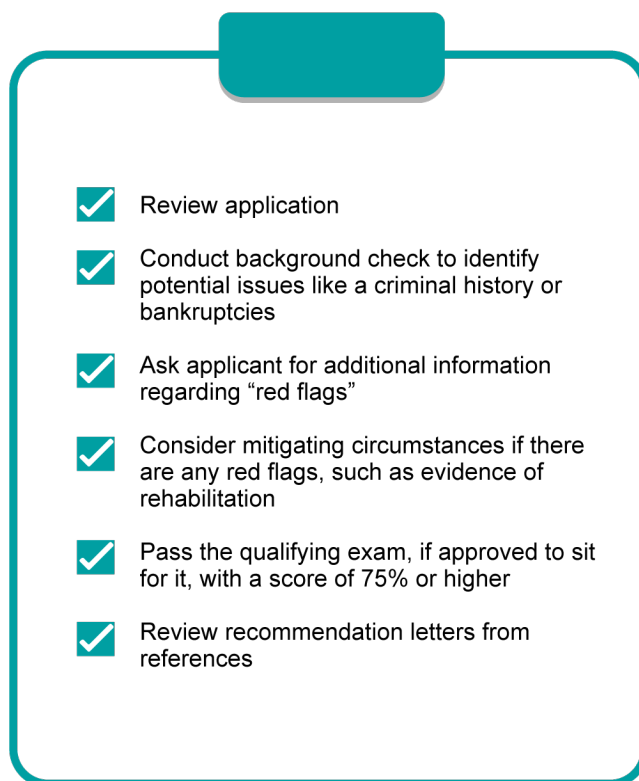 Review application
Conduct background check to identify
potential issues like a criminal history or
bankruptcies
Ask applicant for additional information
regarding “red flags”
Consider mitigating circumstances if there
are any red flags, such as evidence of
rehabilitation
Pass the qualifying exam, if approved to sit
for it, with a score of 75% or higher
Review recommendation letters from
references